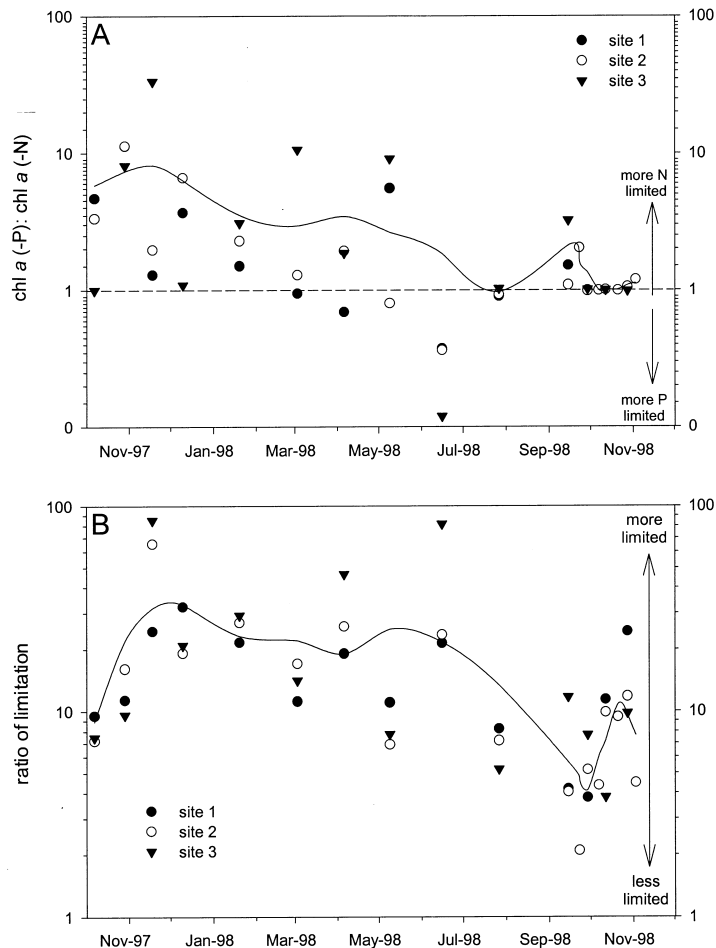 100
100
A
site 1
site 2
site 3
10
10
more N
limited
chl a (-P): chl a (-N)
1
1
more P
limited
0
0
Nov-97
Jan-98
Mar-98
May-98
Jul-98
Sep-98
Nov-98
100
100
B
more
limited
ratio of limitation
10
10
site 1
site 2
site 3
less
limited
1
1
Nov-97
Jan-98
Mar-98
May-98
Jul-98
Sep-98
Nov-98